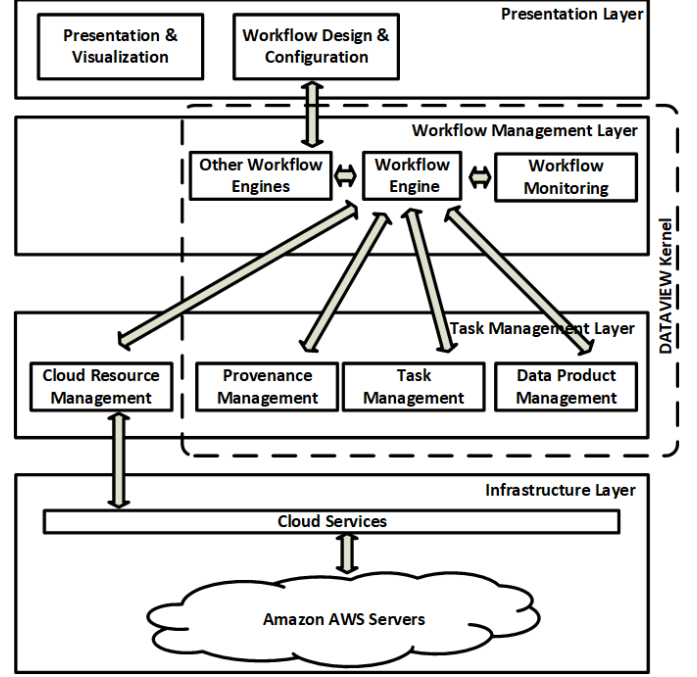 Presentation Layer
Presentation &
Visualization
Workflow Design &
Configuration
Workflow Management Layer
Other Workflow
Engines
Workflow
Engine
Workflow
Monitoring
DATAVIEW Kernel
Task Management Layer
Cloud Resource
Management
Provenance
Management
Task
Management
Data Product
Management
Infrastructure Layer
Cloud Services
Amazon AWS Servers